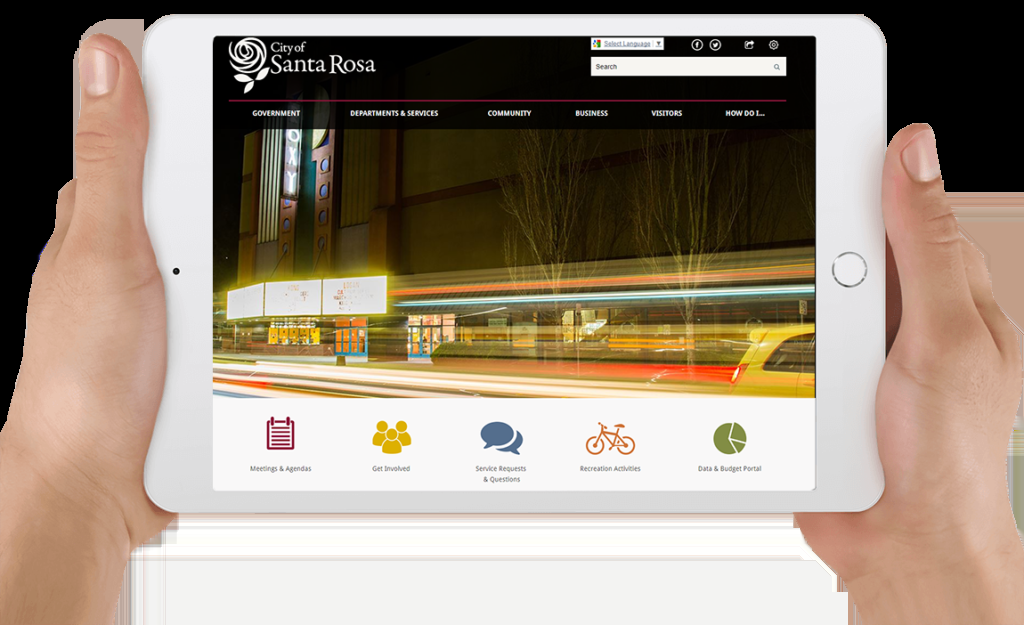 City of
Santa Rosa
Select Language
Search
GOVERNMENT
DEPARTMENTS & SERVICES
COMMUNITY
BUSINESS
VISITORS
HOW DO I...
OXY
Meetings & Agendas
Get Involved
Service Requests
& Questions
Recreation Activities
Data & Budget Portal